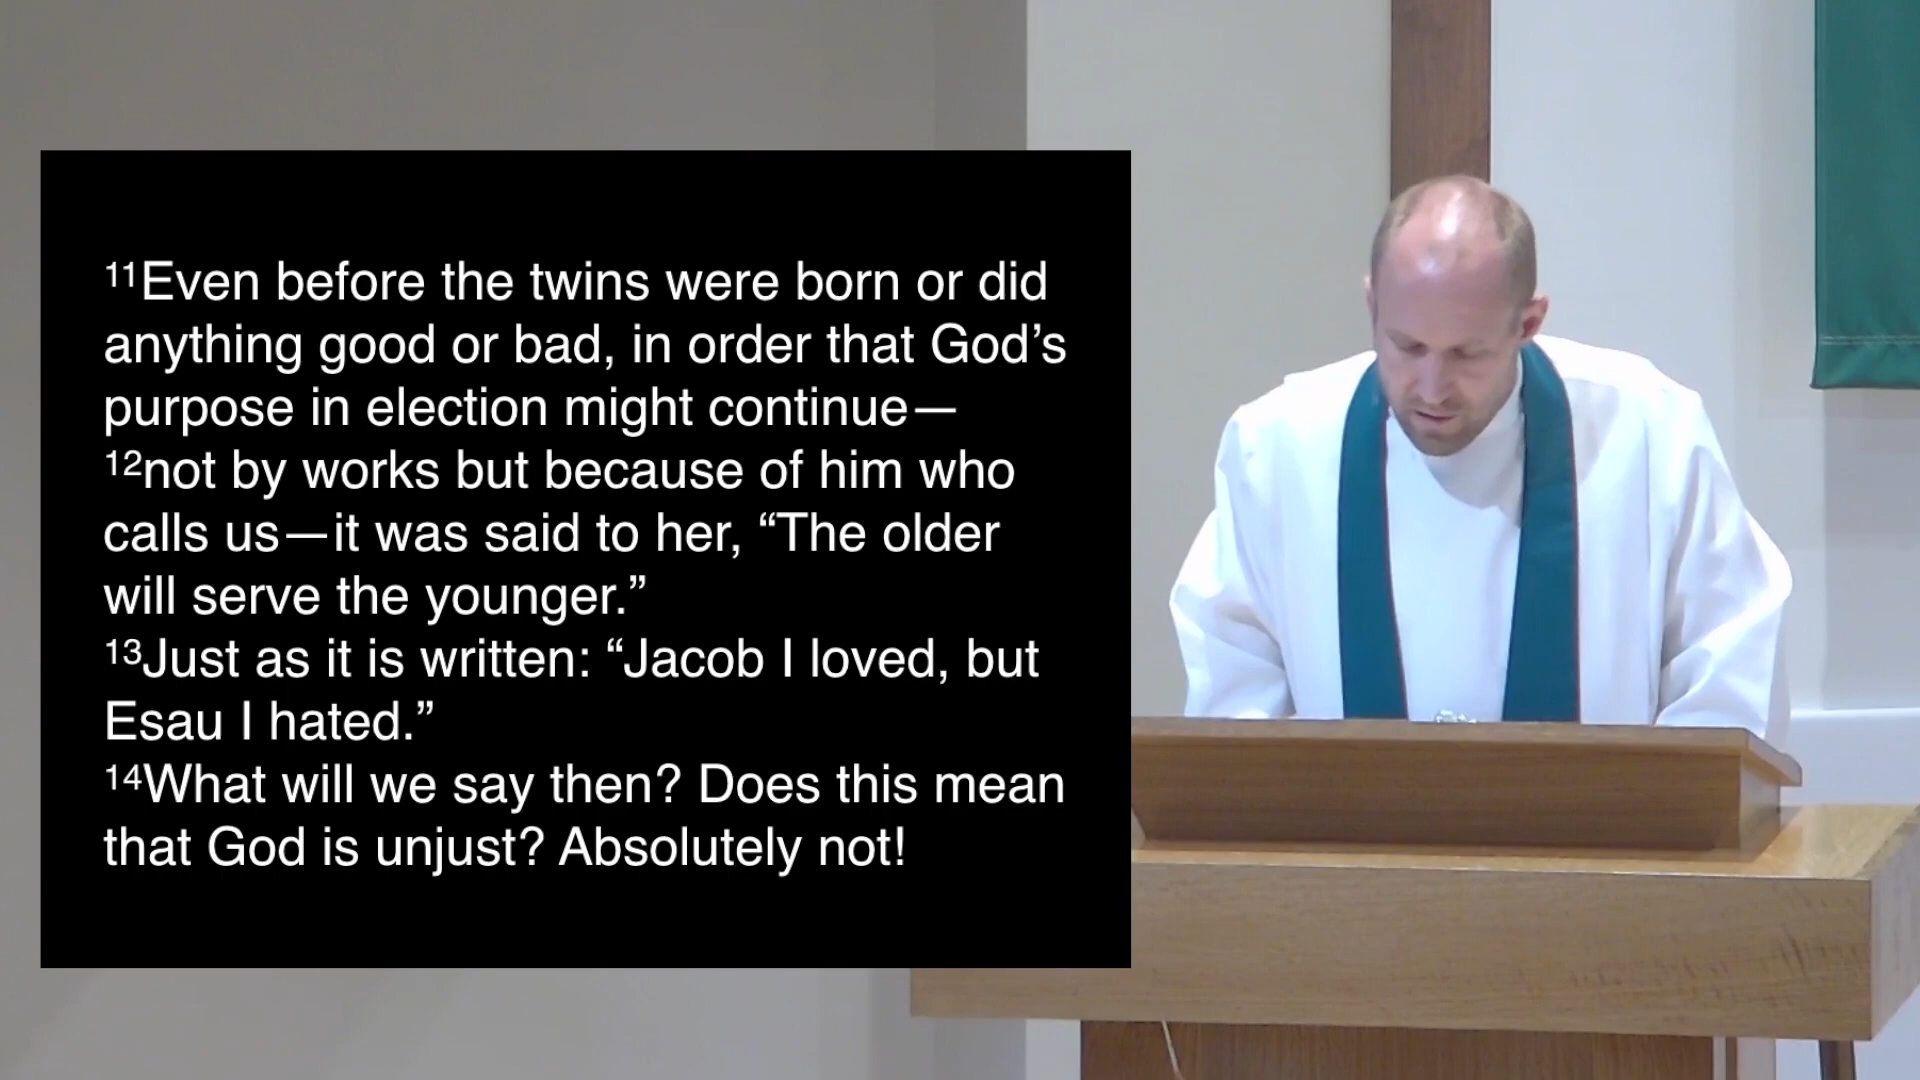 ¹¹Even before the twins were born or did
anything good or bad, in order that God’s
purpose in election might continue—
¹²not by works but because of him who
calls us—it was said to her, “The older
will serve the younger.”
¹³Just as it is written: “Jacob I loved, but
Esau I hated.”
¹⁴What will we say then? Does this mean
that God is unjust? Absolutely not!